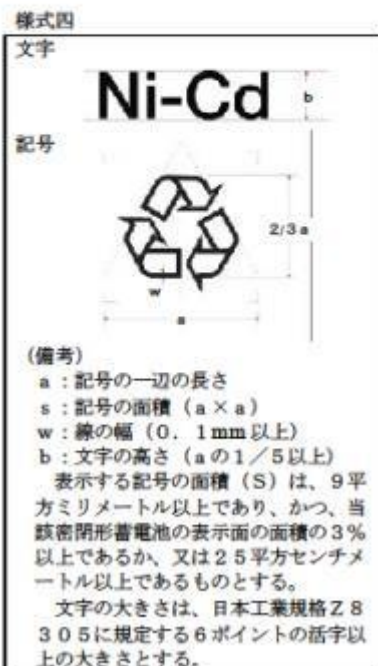 様式四
文字
Ni-Cd
b
記号
2/3a
w
a
(備考)
a:記号の一辺の長さ
s:記号の面積(a×a)
w:線の幅(0.1mm以上)
b:文字の高さ(aの1/5以上)
表示する記号の面積(S)は、9平
方ミリメートル以上であり、かつ、当
該密閉形蓄電池の表示面の面積の3%
以上であるか、又は25平方センチメ
ートル以上であるものとする。
文字の大きさは、日本工業規格Z8
305に規定する6ポイントの活字以
上の大きさとする。